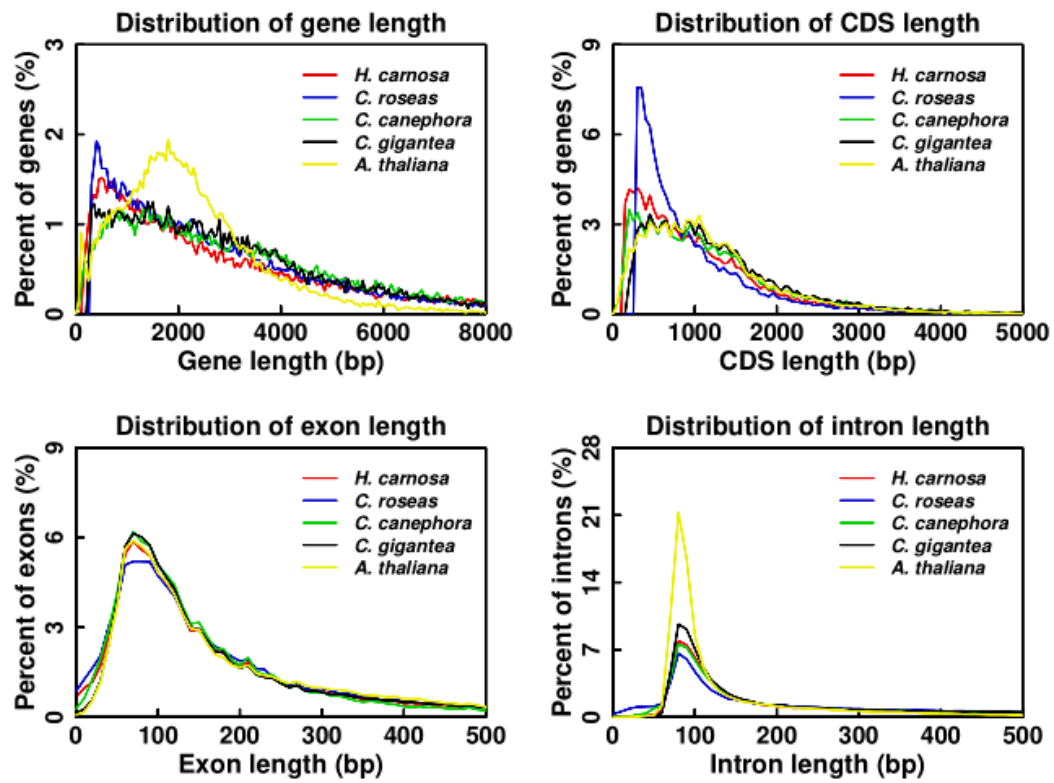 Distribution of gene length
Percent of genes (%)
0 1 2 3
H. carnosa
C. roseas
C. canephora
C. gigantea
A. thaliana
0 2000 4000 6000 8000
Gene length (bp)
Distribution of CDS length
Percent of genes (%)
0 3 6 9
H. carnosa
C. roseas
C. canephora
C. gigantea
A. thaliana
0 1000 2000 3000 4000 5000
CDS length (bp)
Distribution of exon length
Percent of exons (%)
0 3 6 9
H. carnosa
C. roseas
C. canephora
C. gigantea
A. thaliana
0 100 200 300 400 500
Exon length (bp)
Distribution of intron length
Percent of introns (%)
0 7 14 21 28
H. carnosa
C. roseas
C. canephora
C. gigantea
A. thaliana
0 100 200 300 400 500
Intron length (bp)